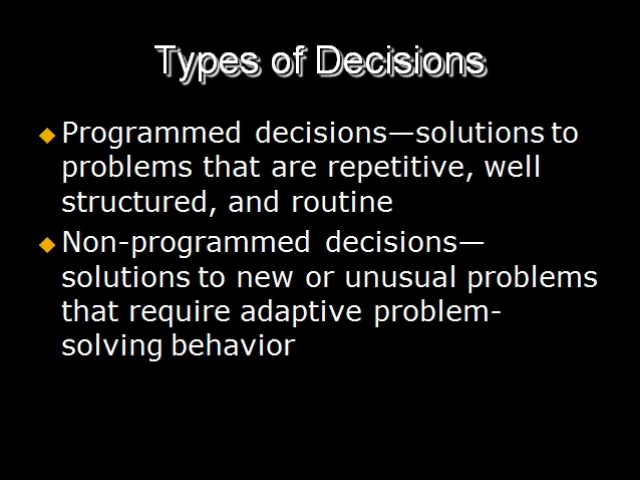 Types of Decisions
Programmed decisions—solutions to
problems that are repetitive, well
structured, and routine
Non-programmed decisions—
solutions to new or unusual problems
that require adaptive problem-
solving behavior